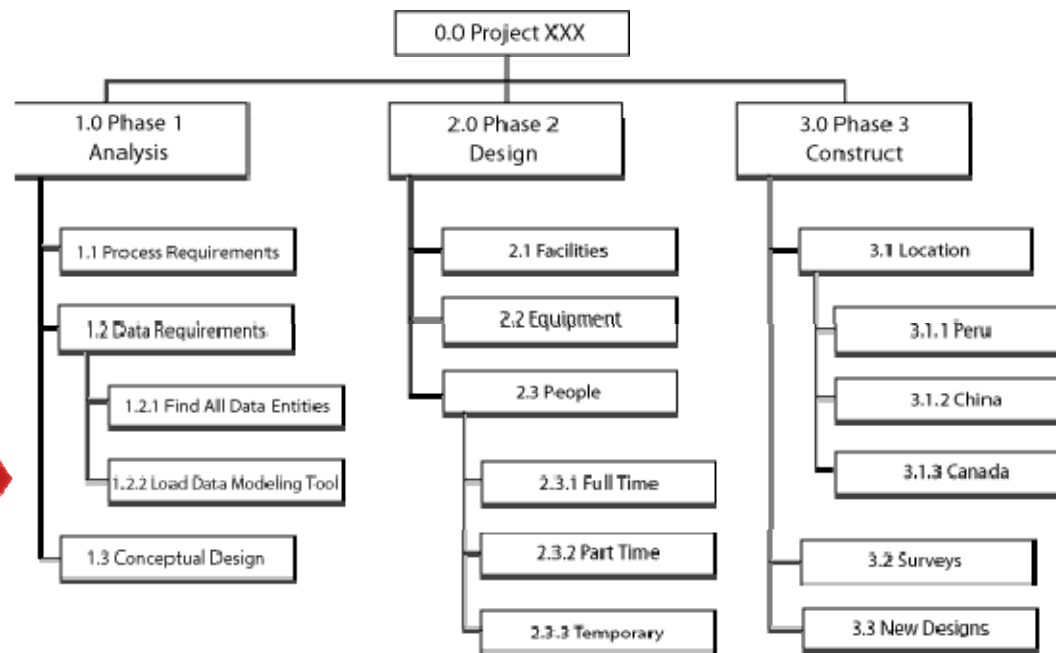 0.0 Project XXX
1.0 Phase 1
Analysis
1.1 Process Requirements
1.2 Data Requirements
1.2.1 Find All Data Entities
1.2.2 Load Data Modeling Tool
1.3 Conceptual Design
2.0 Phase 2
Design
2.1 Facilities
2.2 Equipment
2.3 People
2.3.1 Full Time
2.3.2 Part Time
2.3.3 Temporary
3.0 Phase 3
Construct
3.1 Location
3.1.1 Peru
3.1.2 China
3.1.3 Canada
3.2 Surveys
3.3 New Designs